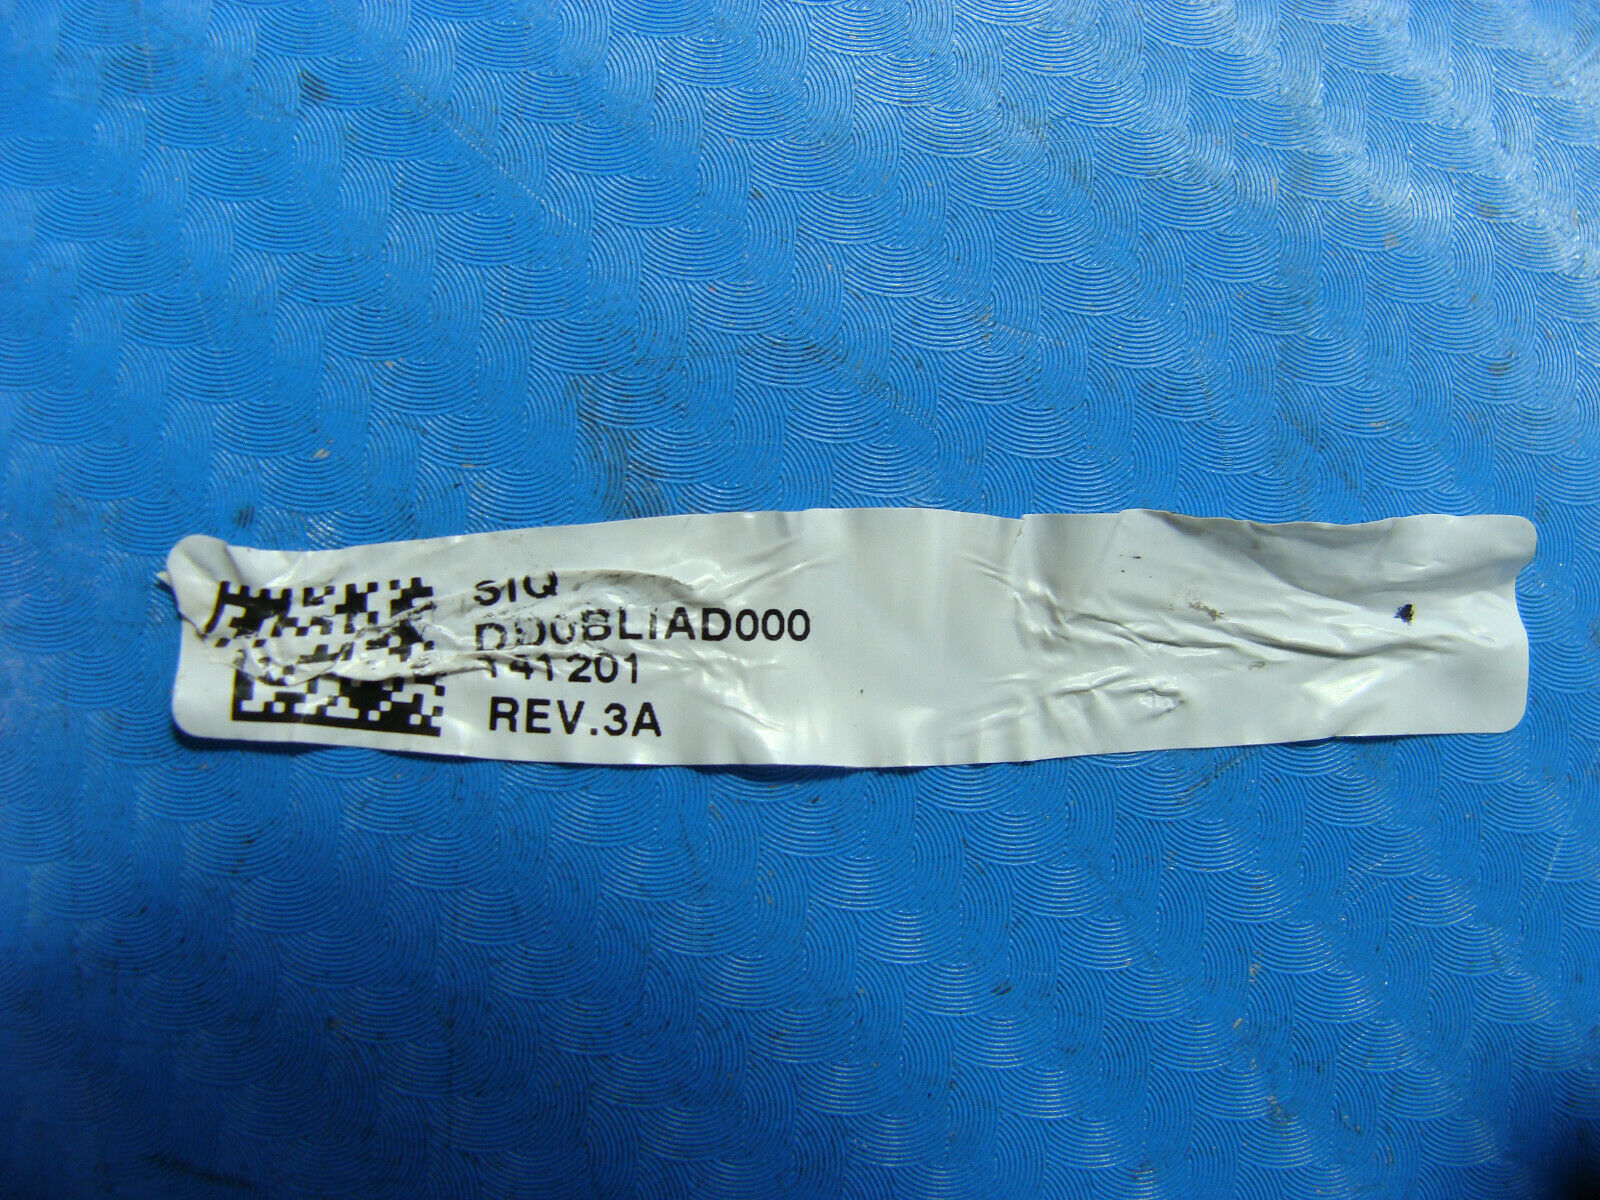 SIQ
DD0BLIAD000
141201
REV.3A